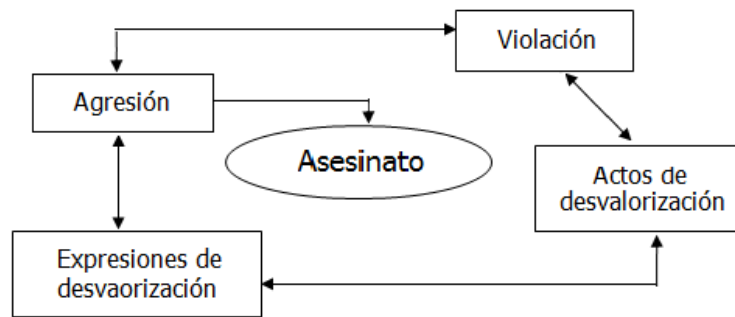 Violación
Agresión
Asesinato
Actos de
desvalorización
Expresiones de
desvaorización